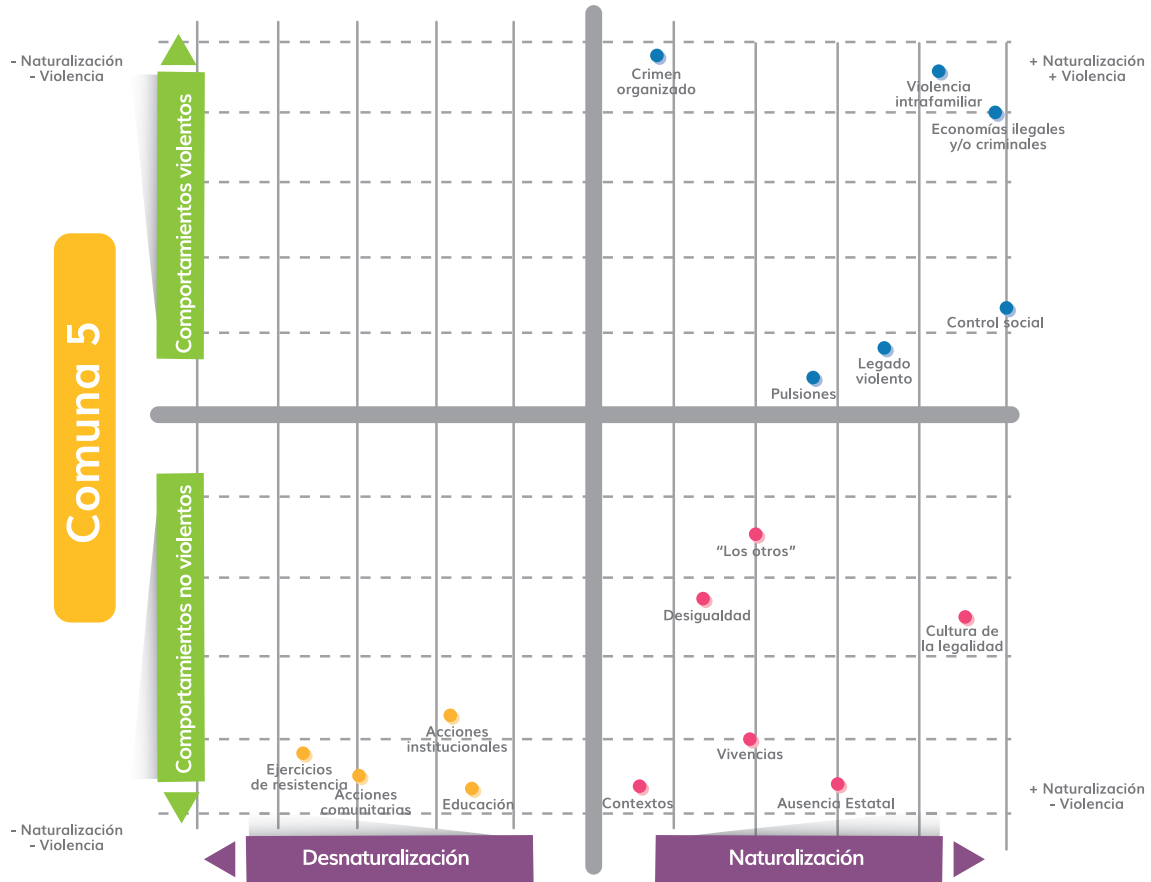 - Naturalización
- Violencia
+ Naturalización
+ Violencia
Crimen
organizado
Violencia
intrafamiliar
Economías ilegales
y/o criminales
Comportamientos violentos
Comuna 5
Control social
Legado
violento
Pulsiones
Comportamientos no violentos
“Los otros”
Desigualdad
Cultura de
la legalidad
Acciones
institucionales
Vivencias
Ejercicios
de resistencia
Acciones
comunitarias
Educación
Contextos
Ausencia Estatal
+ Naturalización
- Violencia
- Naturalización
- Violencia
Desnaturalización
Naturalización